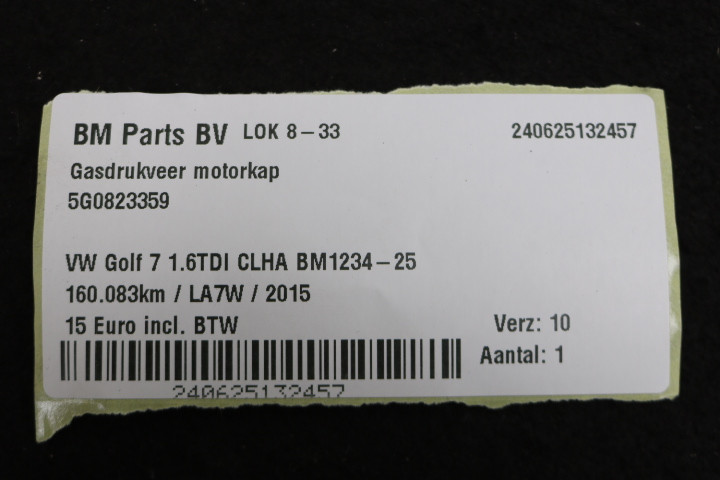 BM Parts BV LOK 8-33 240625132457
Gasdrukveer motorkap
5G0823359
VW Golf 7 1.6TDI CLHA BM1234-25
160.083km / LA7W / 2015
15 Euro incl. BTW Verz: 10
Aantal: 1
240625132457